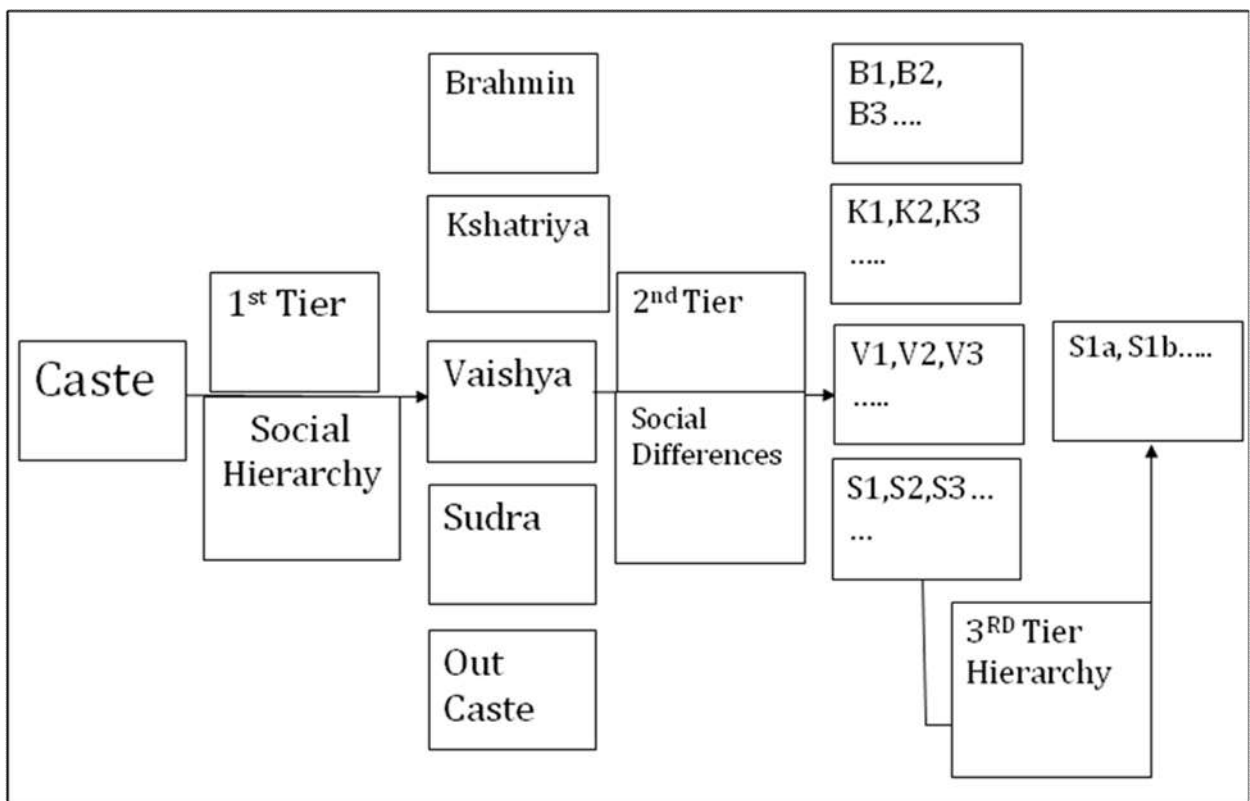 Caste
1st Tier
Social
Hierarchy
Brahmin
Kshatriya
Vaishya
Sudra
Out
Caste
2nd Tier
Social
Differences
B1,B2,
B3 ....
K1,K2,K3
.....
V1,V2,V3
.....
S1,S2,S3 ...
...
3RD Tier
Hierarchy
S1a, S1b.....